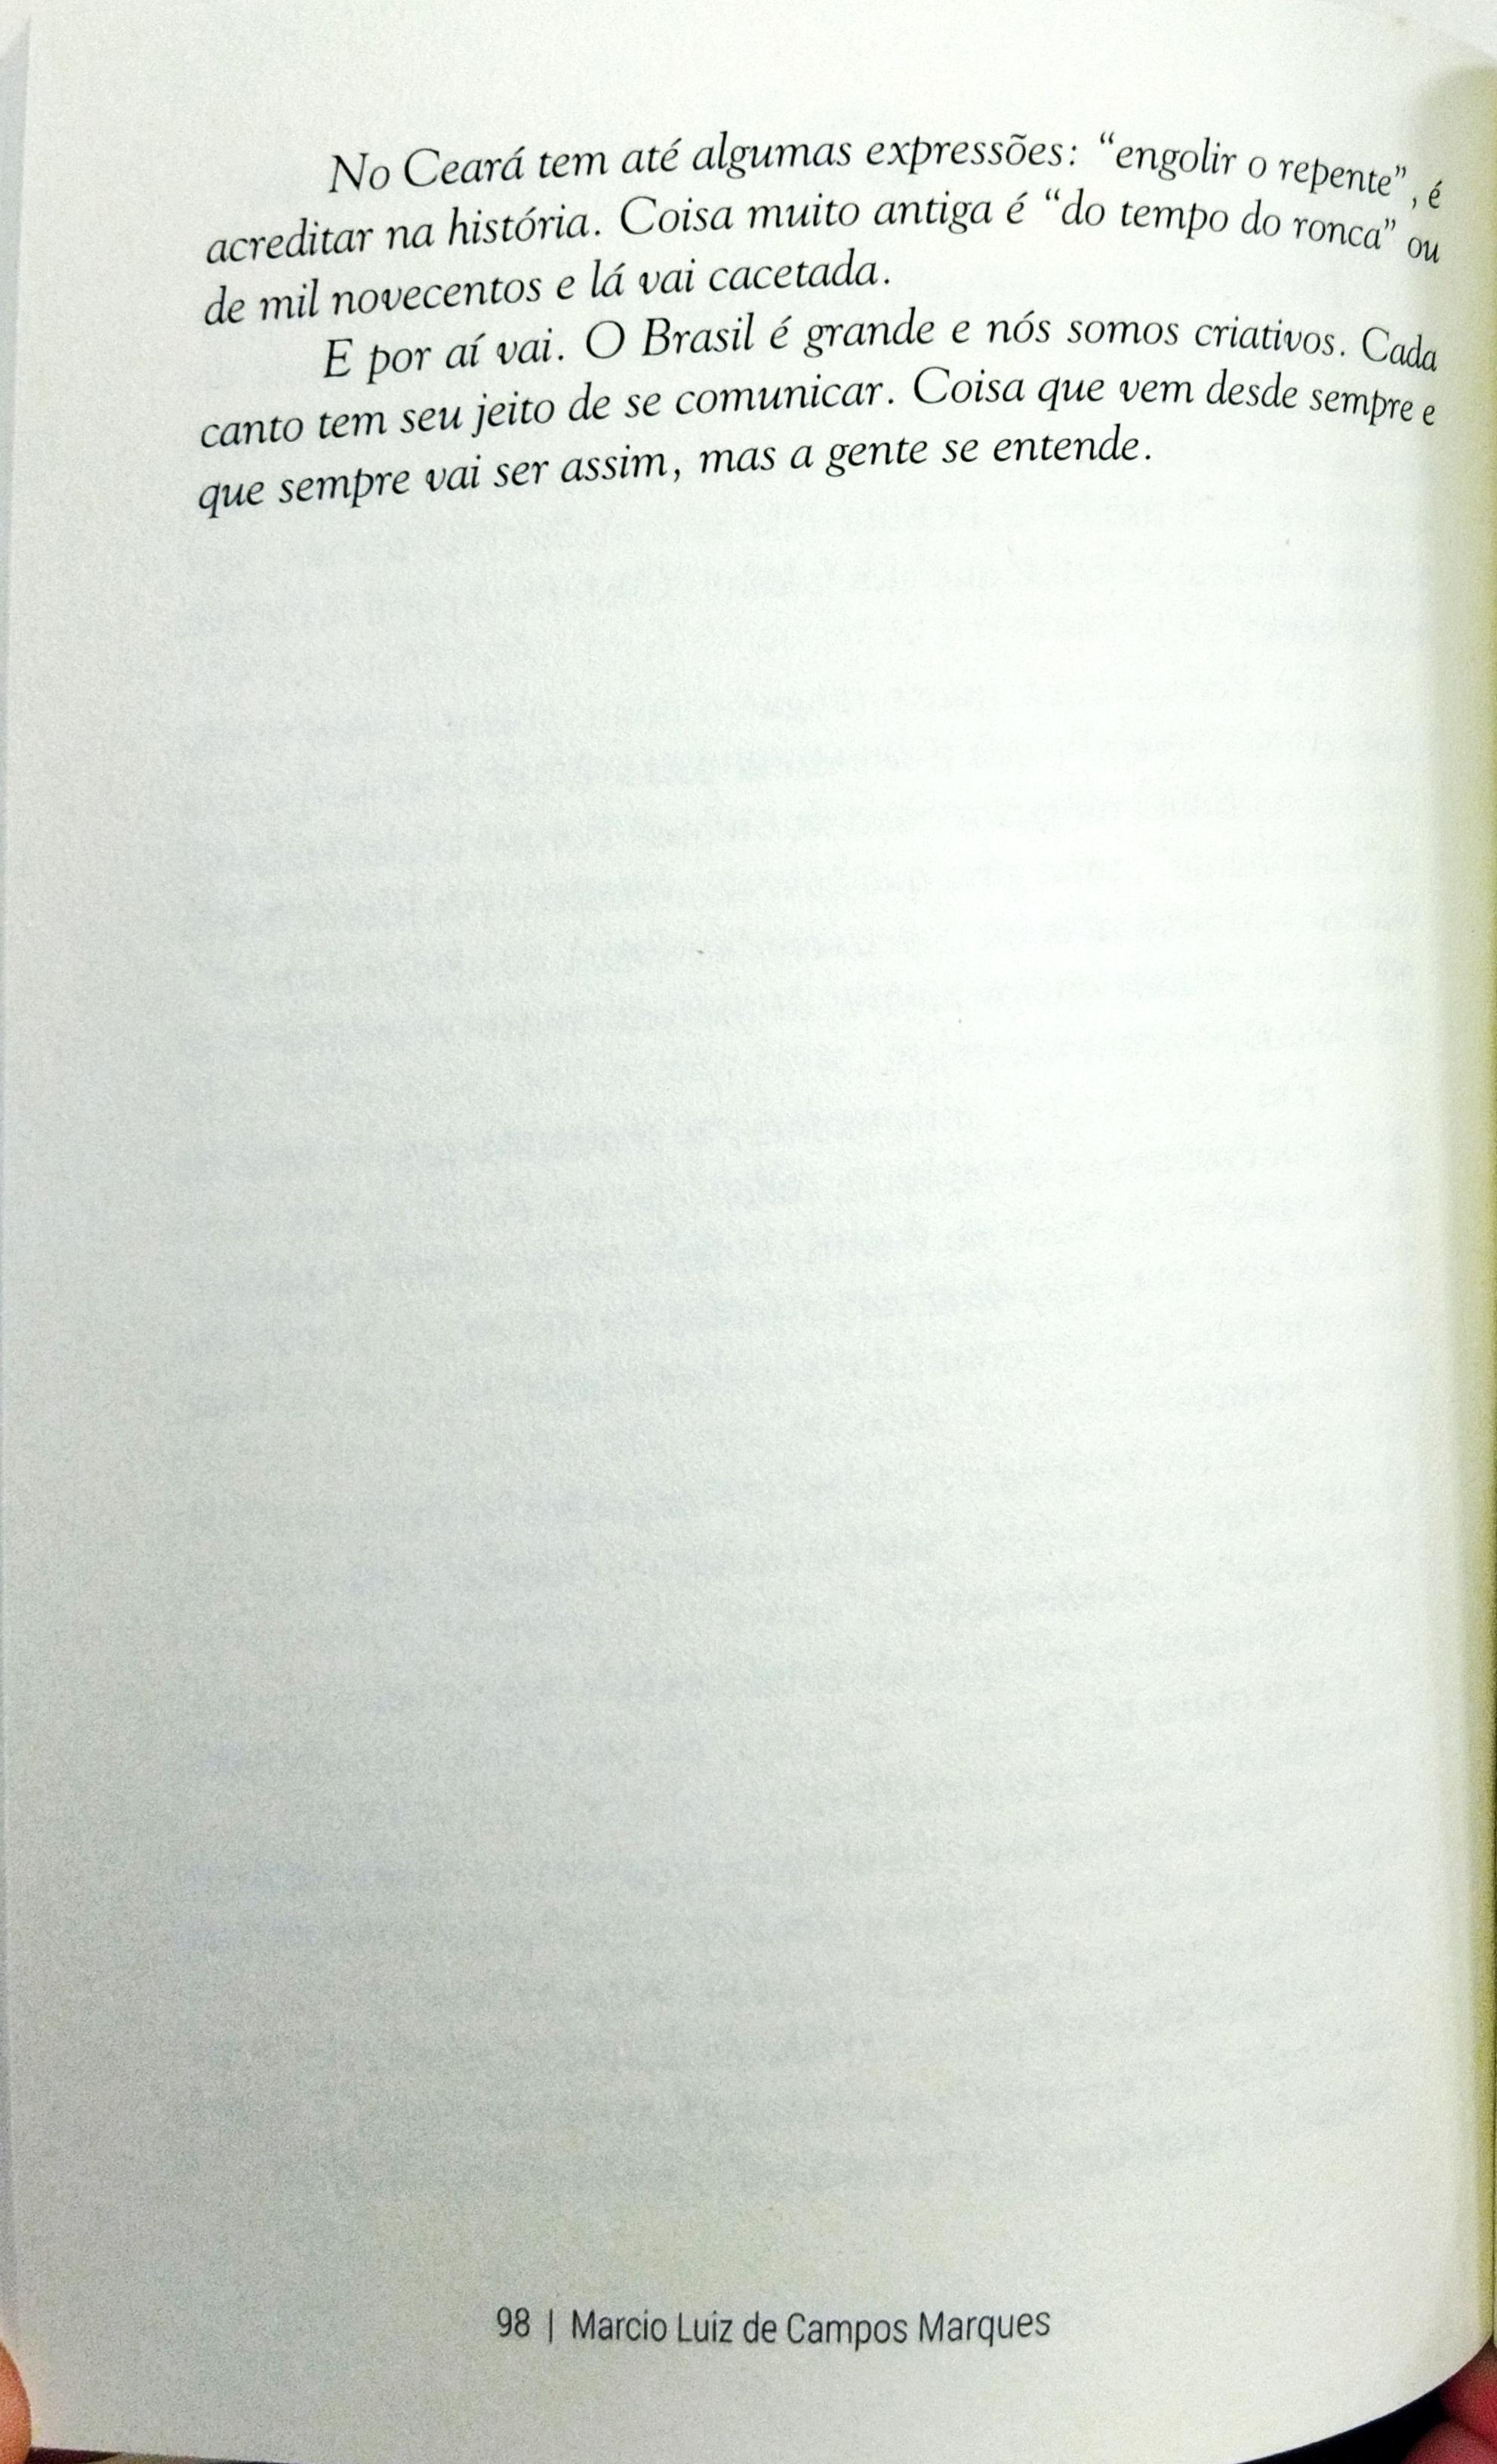 No Ceará tem até algumas expressões: “engolir o repente”, é
acreditar na história. Coisa muito antiga é “do tempo do ronca” ou
de mil novecentos e lá vai cacetada.
E por aí vai. O Brasil é grande e nós somos criativos. Cada
canto tem seu jeito de se comunicar. Coisa que vem desde sempre e
que sempre vai ser assim, mas a gente se entende.
98 | Marcio Luiz de Campos Marques